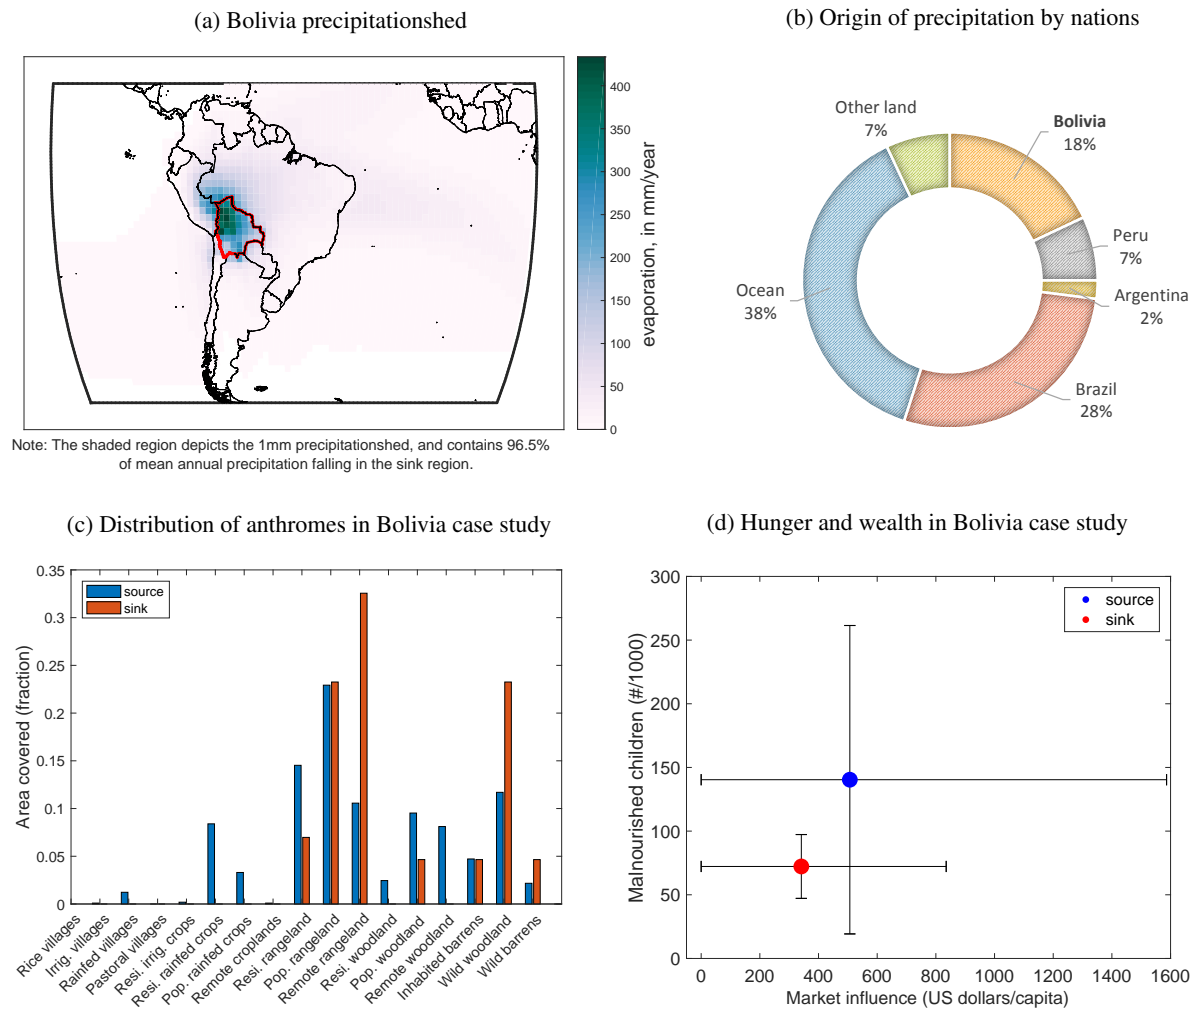 (a) Bolivia precipitationshed
400
350
300
250
200
150
100
50
0
evaporation, in mm/year
Note: The shaded region depicts the 1mm precipitationshed, and contains 96.5%
of mean annual precipitation falling in the sink region.
(b) Origin of precipitation by nations
Other land
7%
Bolivia
18%
Peru
7%
Argentina
2%
Ocean
38%
Brazil
28%
(c) Distribution of anthromes in Bolivia case study
0.35
0.3
0.25
0.2
0.15
0.1
0.05
0
Area covered (fraction)
source
sink
Rice villages
Irrig. villages
Rainfed villages
Pastoral villages
Resi. irrig. crops
Resi. rainfed crops
Pop. rainfed crops
Remote croplands
Resi. rangeland
Pop. rangeland
Remote rangeland
Resi. woodland
Pop. woodland
Remote woodland
Inhabited barrens
Wild woodland
Wild barrens
(d) Hunger and wealth in Bolivia case study
300
250
200
150
100
50
0
Malnourished children (#/1000)
source
sink
0
200
400
600
800
1000
1200
1400
1600
Market influence (US dollars/capita)